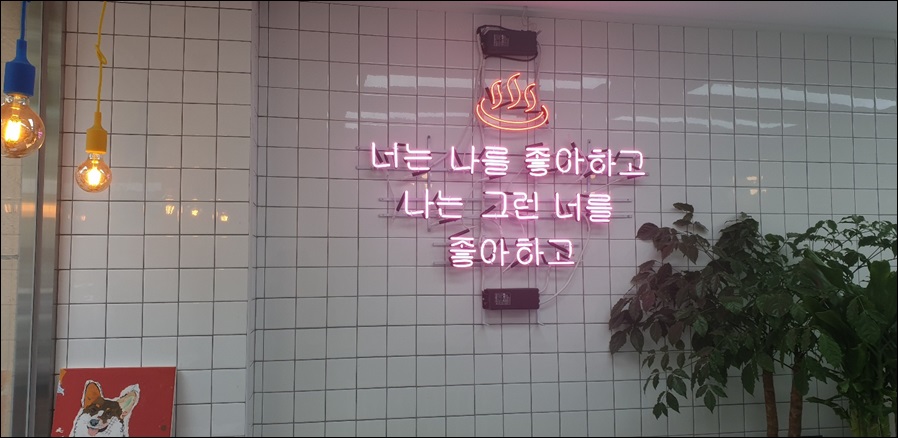 너는 나를 좋아하고
나는 그런 너를
좋아하고